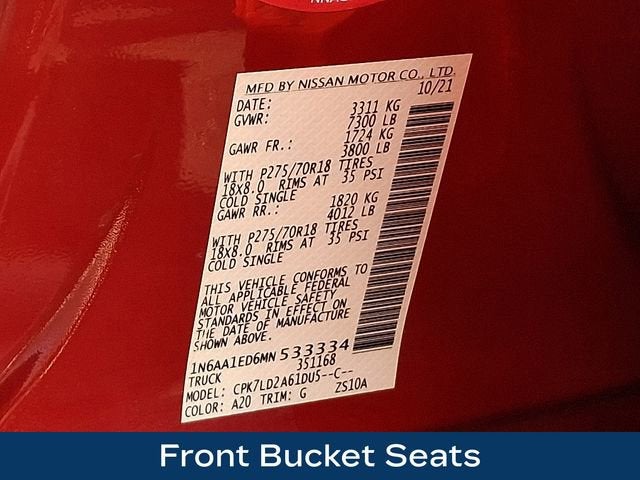 MFD BY NISSAN MOTOR CO., LTD.
DATE: 10/21
GVWR: 3311 KG
7300 LB
GAWR FR.: 1724 KG
3800 LB
WITH P275/70R18 TIRES
18X8.0 RIMS AT 35 PSI
COLD SINGLE
GAWR RR.: 1820 KG
4012 LB
WITH P275/70R18 TIRES
18X8.0 RIMS AT 35 PSI
COLD SINGLE
THIS VEHICLE CONFORMS TO
ALL APPLICABLE FEDERAL
MOTOR VEHICLE SAFETY
STANDARDS IN EFFECT ON
THE DATE OF MANUFACTURE
SHOWN ABOVE.
1N6AA1ED6MN533334
TRUCK 351168
MODEL: CPK7LD2A61DU5--C--
COLOR: A20 TRIM: G ZS10A
Front Bucket Seats